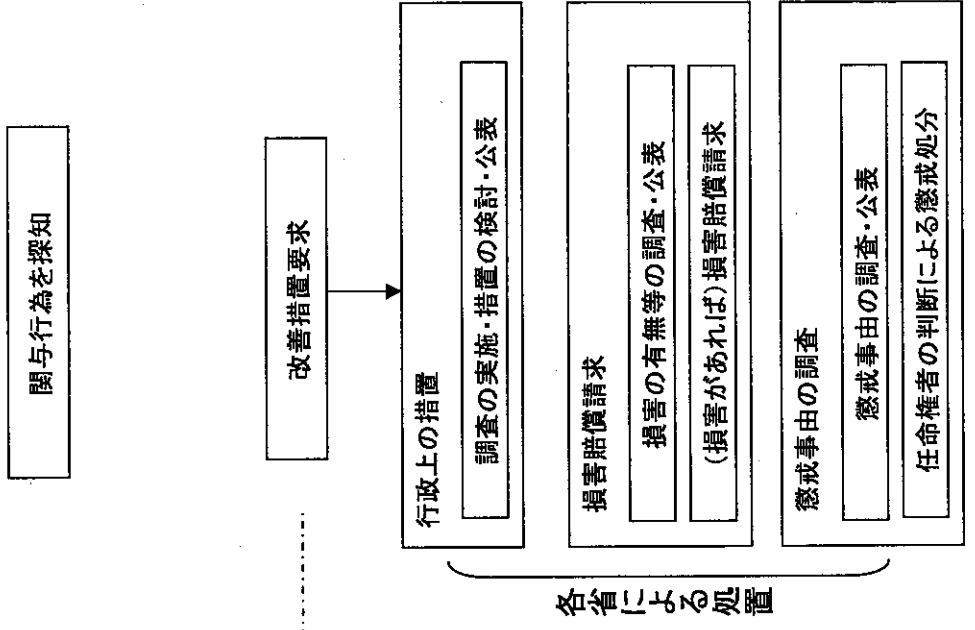 関与行為を探知
改善措置要求
行政上の措置
調査の実施・措置の検討・公表
損害賠償請求
損害の有無等の調査・公表
(損害があれば)損害賠償請求
懲戒事由の調査
懲戒事由の調査・公表
任命権者の判断による懲戒処分
各省による処置